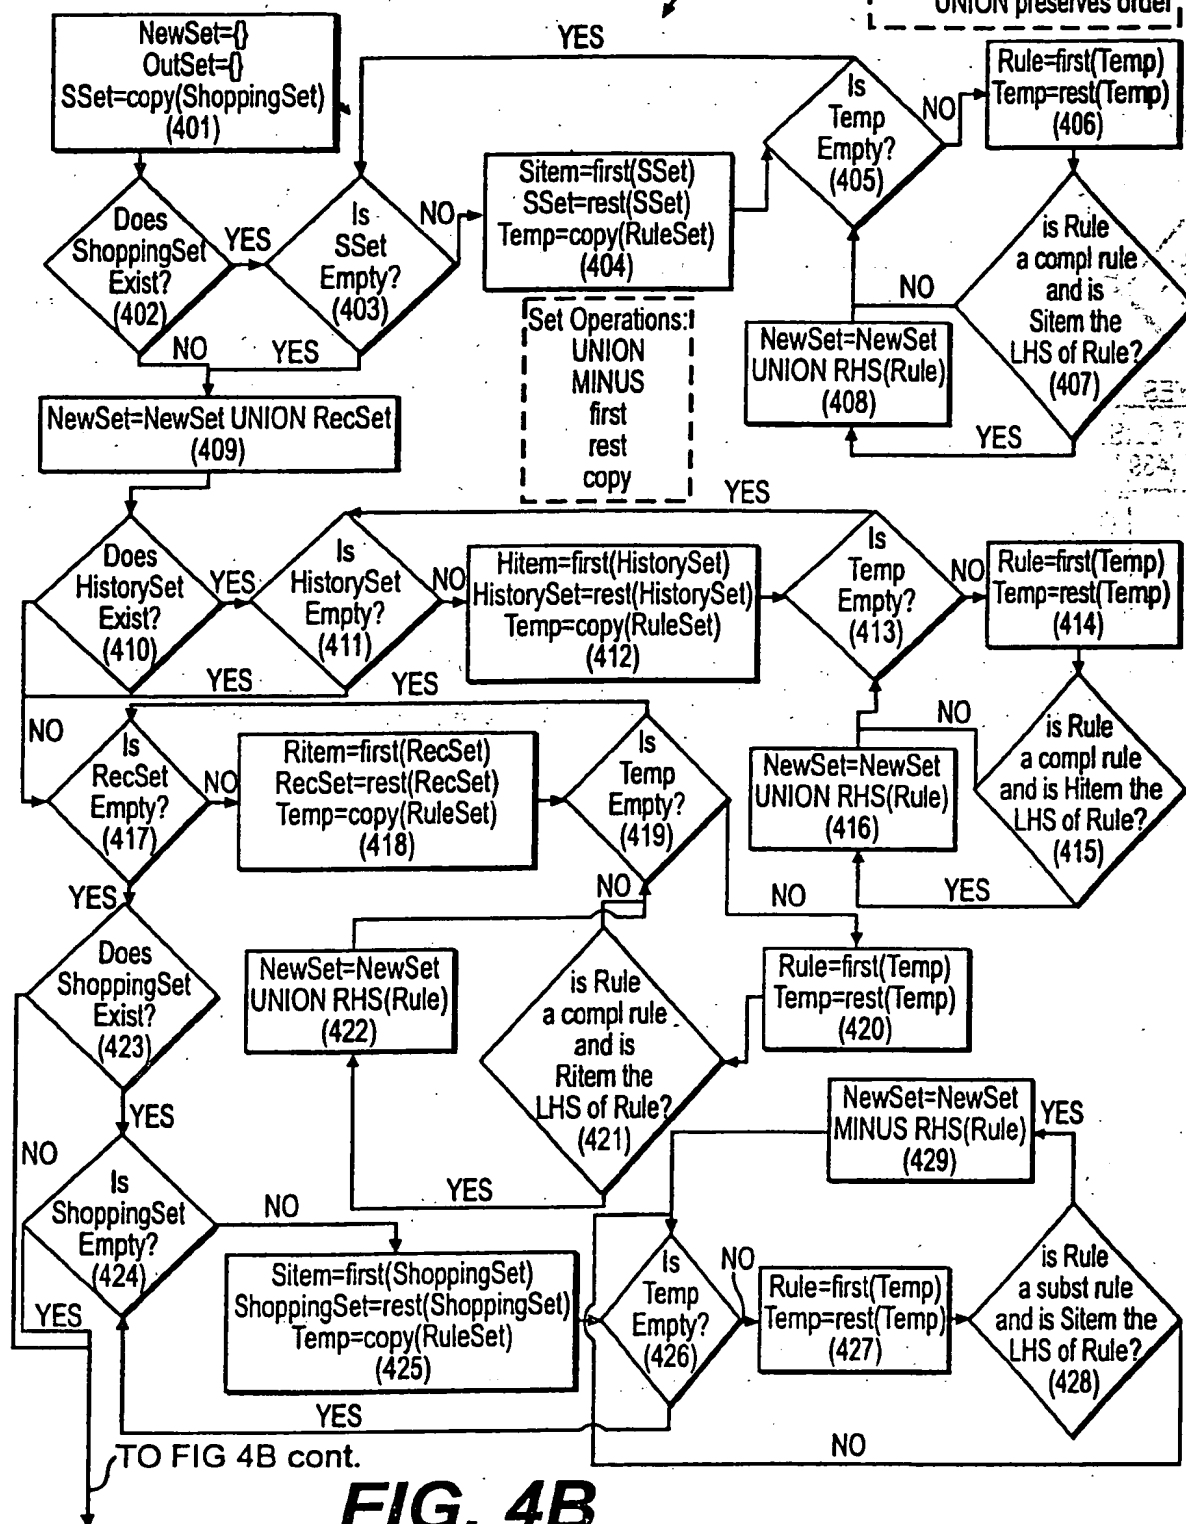 UNION preserves order
NewSet={}
OutSet={}
SSet=copy(ShoppingSet)
(401)
YES
Is
Temp
Empty?
(405)
NO
Rule=first(Temp)
Temp=rest(Temp)
(406)
Does
ShoppingSet
Exist?
(402)
YES
Is
SSet
Empty?
(403)
NO
Sitem=first(SSet)
SSet=rest(SSet)
Temp=copy(RuleSet)
(404)
is Rule
a compl rule
and is
Sitem the
LHS of Rule?
(407)
NO
NewSet=NewSet
UNION RHS(Rule)
(408)
YES
NO
YES
Set Operations:
UNION
MINUS
first
rest
copy
NewSet=NewSet UNION RecSet
(409)
YES
Does
HistorySet
Exist?
(410)
YES
Is
HistorySet
Empty?
(411)
NO
Hitem=first(HistorySet)
HistorySet=rest(HistorySet)
Temp=copy(RuleSet)
(412)
Is
Temp
Empty?
(413)
NO
Rule=first(Temp)
Temp=rest(Temp)
(414)
YES
YES
NO
Is
RecSet
Empty?
(417)
NO
Ritem=first(RecSet)
RecSet=rest(RecSet)
Temp=copy(RuleSet)
(418)
Is
Temp
Empty?
(419)
NO
NewSet=NewSet
UNION RHS(Rule)
(416)
is Rule
a compl rule
and is Hitem the
LHS of Rule?
(415)
YES
YES
NO
NO
Does
ShoppingSet
Exist?
(423)
NewSet=NewSet
UNION RHS(Rule)
(422)
is Rule
a compl rule
and is
Ritem the
LHS of Rule?
(421)
Rule=first(Temp)
Temp=rest(Temp)
(420)
YES
NO
NewSet=NewSet
MINUS RHS(Rule)
(429)
YES
YES
Is
ShoppingSet
Empty?
(424)
NO
YES
Sitem=first(ShoppingSet)
ShoppingSet=rest(ShoppingSet)
Temp=copy(RuleSet)
(425)
Is
Temp
Empty?
(426)
NO
Rule=first(Temp)
Temp=rest(Temp)
(427)
is Rule
a subst rule
and is Sitem the
LHS of Rule?
(428)
YES
NO
TO FIG 4B cont.
FIG. 4B